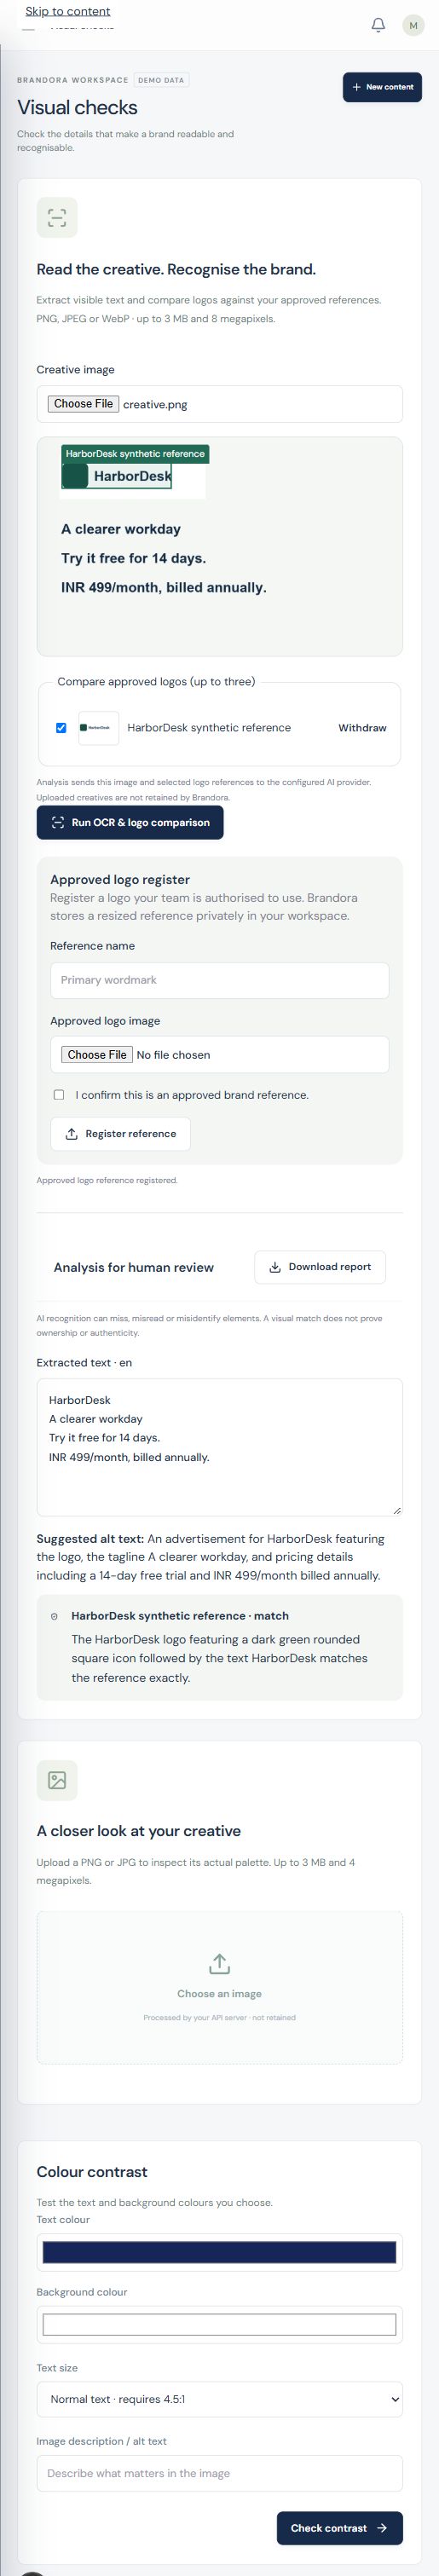 Skip to content
M
BRANDORA WORKSPACE DEMO DATA
Visual checks
New content
Check the details that make a brand readable and
recognisable.
Read the creative. Recognise the brand.
Extract visible text and compare logos against your approved references.
PNG, JPEG or WebP · up to 3 MB and 8 megapixels.
Creative image
Choose File creative.png
HarborDesk synthetic reference
HarborDesk
A clearer workday
Try it free for 14 days.
INR 499/month, billed annually.
Compare approved logos (up to three)
HarborDesk HarborDesk synthetic reference Withdraw
Analysis sends this image and selected logo references to the configured AI provider.
Uploaded creatives are not retained by Brandora.
Run OCR & logo comparison
Approved logo register
Register a logo your team is authorised to use. Brandora
stores a resized reference privately in your workspace.
Reference name
Primary wordmark
Approved logo image
Choose File No file chosen
I confirm this is an approved brand reference.
Register reference
Approved logo reference registered.
Analysis for human review
Download report
AI recognition can miss, misread or misidentify elements. A visual match does not prove
ownership or authenticity.
Extracted text · en
HarborDesk
A clearer workday
Try it free for 14 days.
INR 499/month, billed annually.
Suggested alt text: An advertisement for HarborDesk featuring
the logo, the tagline A clearer workday, and pricing details
including a 14-day free trial and INR 499/month billed annually.
HarborDesk synthetic reference · match
The HarborDesk logo featuring a dark green rounded
square icon followed by the text HarborDesk matches
the reference exactly.
A closer look at your creative
Upload a PNG or JPG to inspect its actual palette. Up to 3 MB and 4
megapixels.
Choose an image
Processed by your API server · not retained
Colour contrast
Test the text and background colours you choose.
Text colour
Background colour
Text size
Normal text · requires 4.5:1
Image description / alt text
Describe what matters in the image
Check contrast